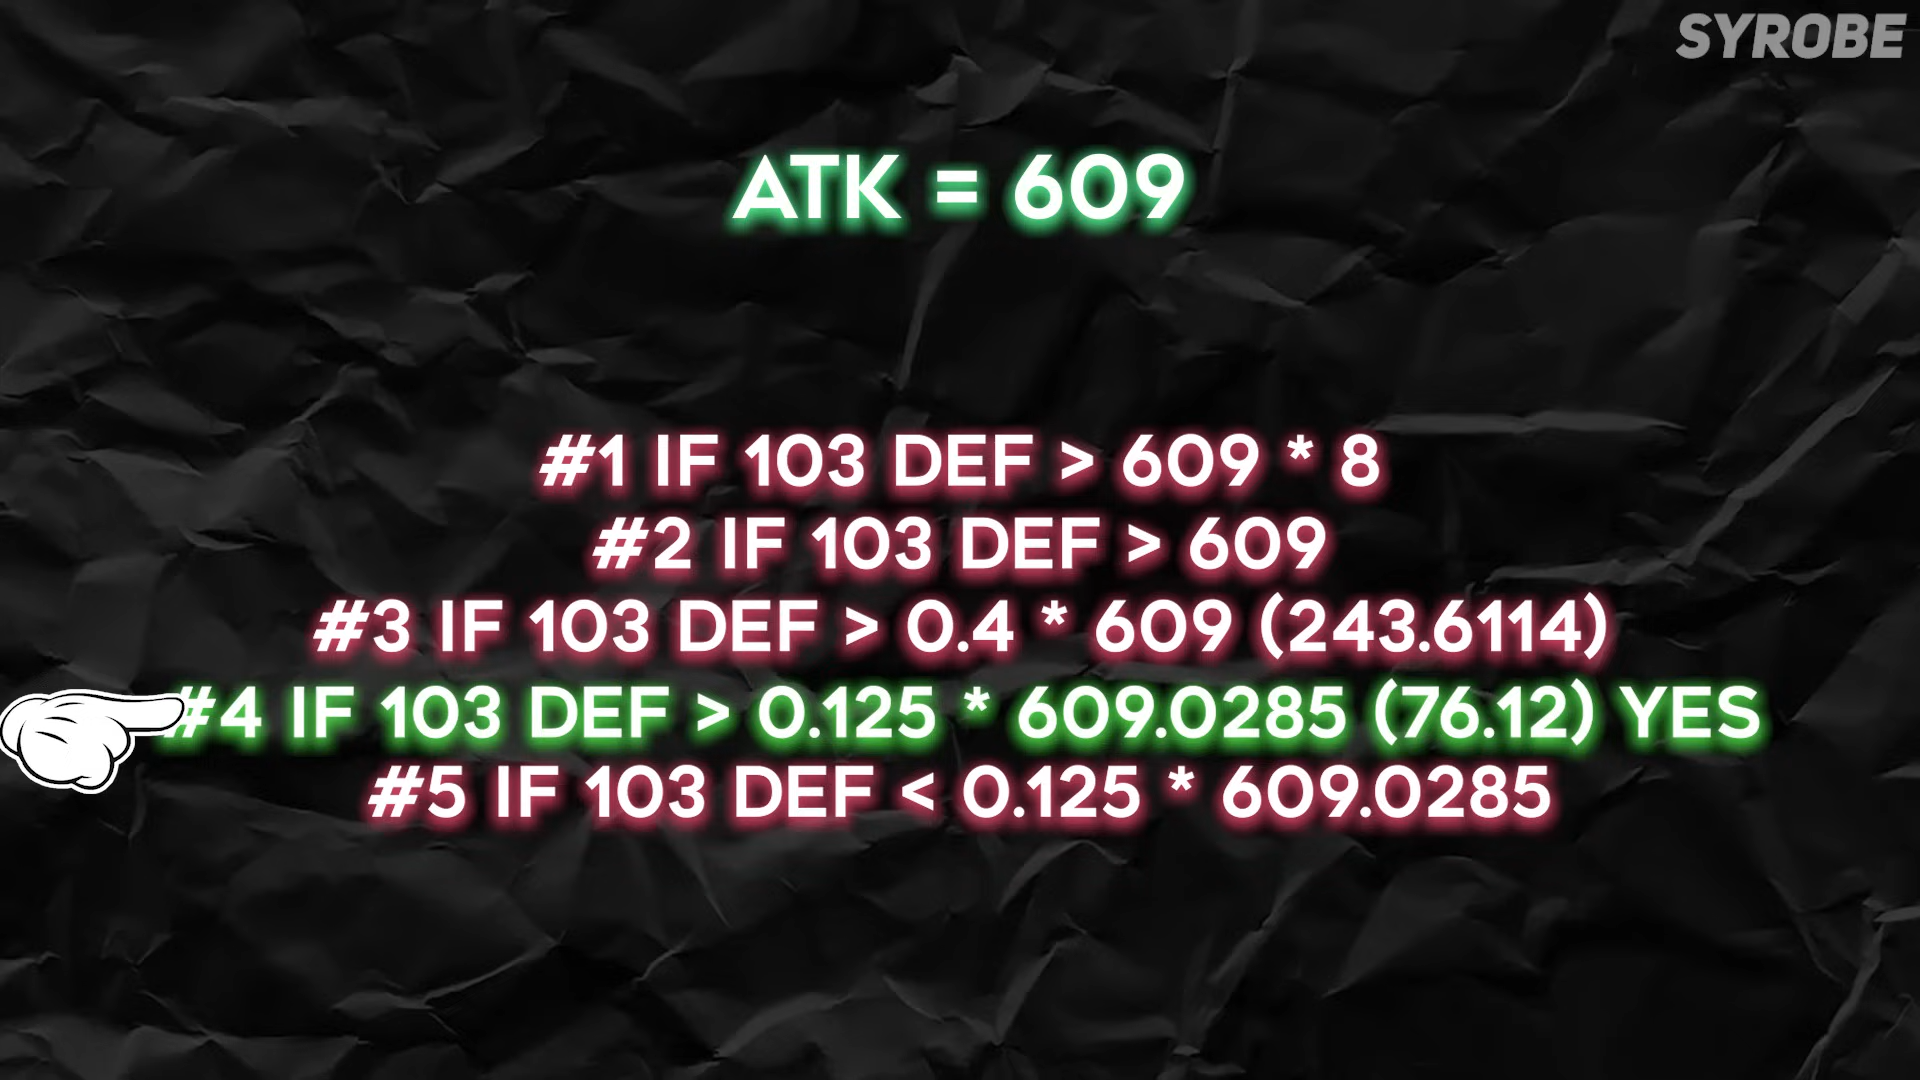 SYROBE
ATK = 609
#1 IF 103 DEF > 609 * 8
#2 IF 103 DEF > 609
#3 IF 103 DEF > 0.4 * 609 (243.6114)
#4 IF 103 DEF > 0.125 * 609.0285 (76.12) YES
#5 IF 103 DEF < 0.125 * 609.0285